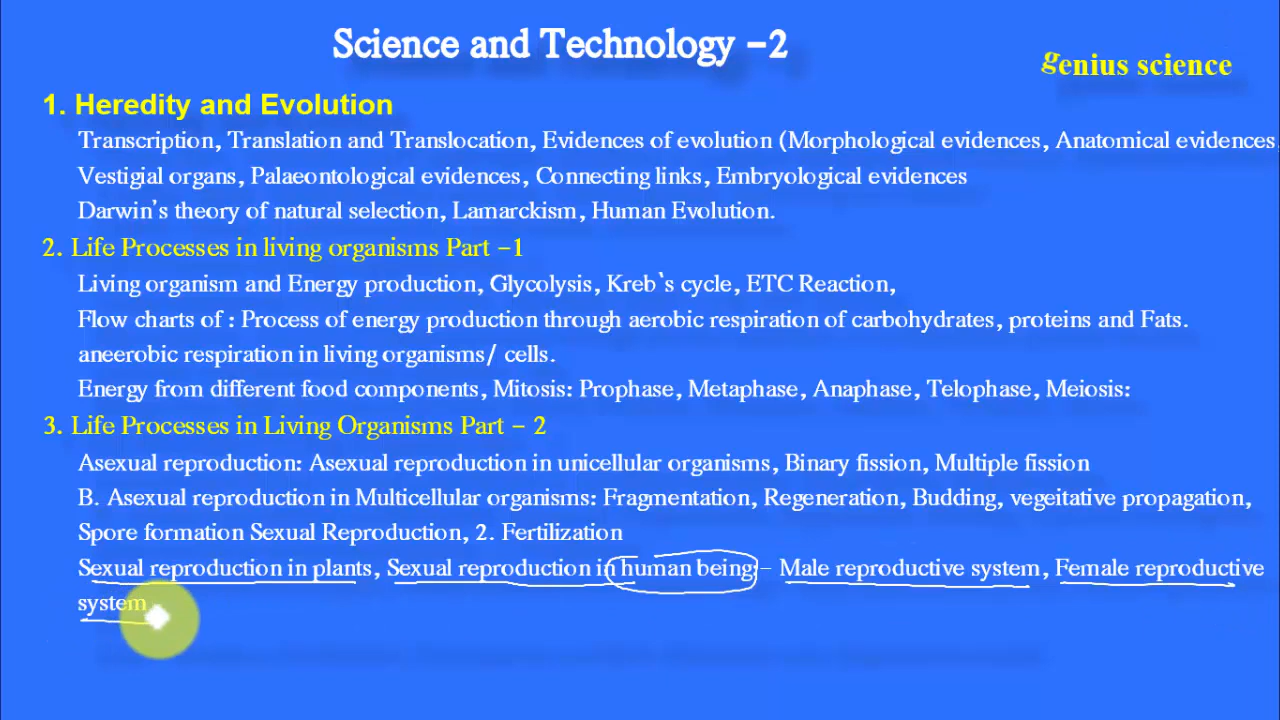 Science and Technology -2
genius science
1. Heredity and Evolution
Transcription, Translation and Translocation, Evidences of evolution (Morphological evidences, Anatomical evidences,
Vestigial organs, Palaeontological evidences, Connecting links, Embryological evidences
Darwin's theory of natural selection, Lamarckism, Human Evolution.
2. Life Processes in living organisms Part -1
Living organism and Energy production, Glycolysis, Kreb`s cycle, ETC Reaction,
Flow charts of : Process of energy production through aerobic respiration of carbohydrates, proteins and Fats.
aneerobic respiration in living organisms/ cells.
Energy from different food components, Mitosis: Prophase, Metaphase, Anaphase, Telophase, Meiosis:
3. Life Processes in Living Organisms Part - 2
Asexual reproduction: Asexual reproduction in unicellular organisms, Binary fission, Multiple fission
B. Asexual reproduction in Multicellular organisms: Fragmentation, Regeneration, Budding, vegeitative propagation,
Spore formation Sexual Reproduction, 2. Fertilization
Sexual reproduction in plants, Sexual reproduction in human being:- Male reproductive system, Female reproductive
system